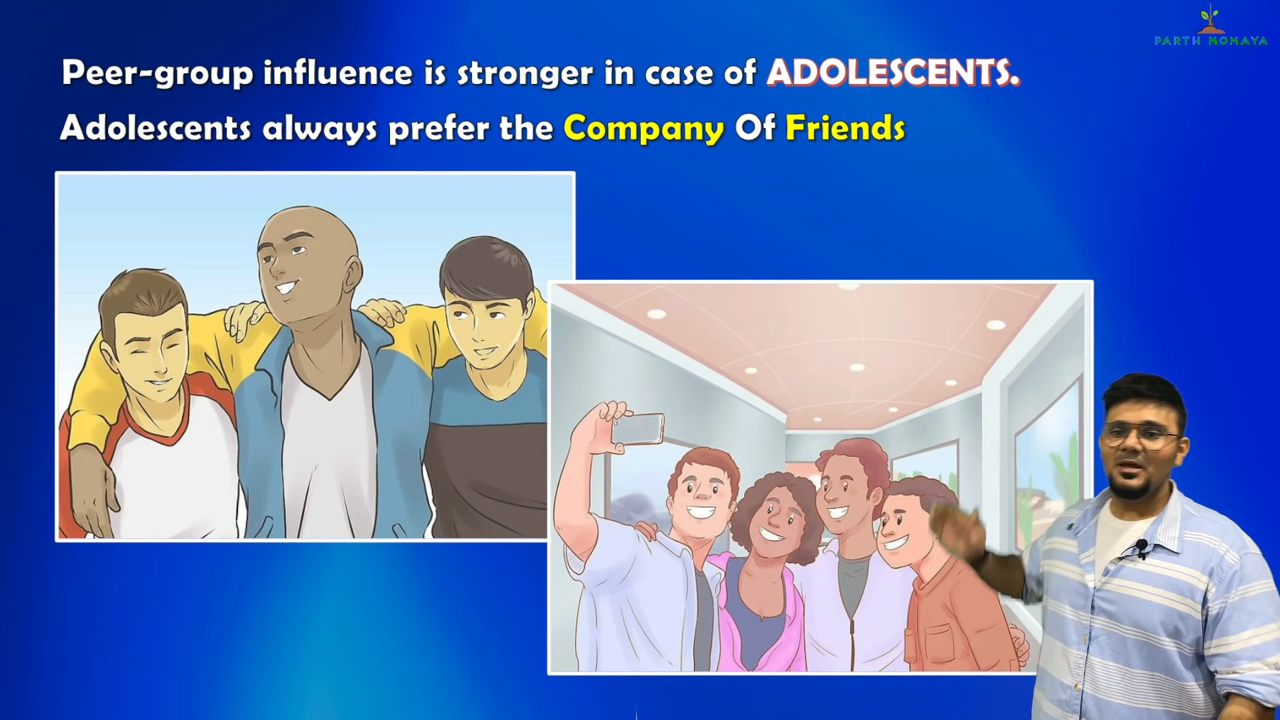 PARTH MOMAYA
Peer-group influence is stronger in case of ADOLESCENTS.
Adolescents always prefer the Company Of Friends